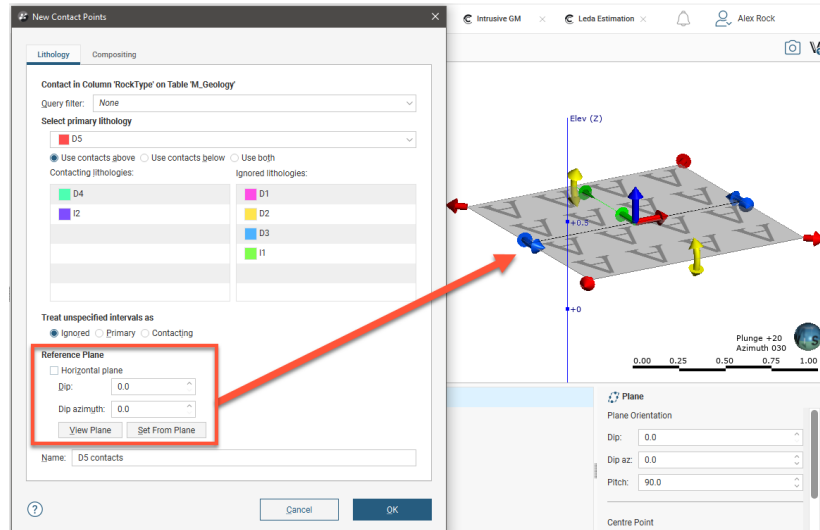 New Contact Points
Lithology
Compositing
Contact in Column 'RockType' on Table 'M_Geology'
Query filter: None
Select primary lithology
D5
Use contacts above Use contacts below Use both
Contacting lithologies: Ignored lithologies:
D4 D1
I2 D2
D3
I1
Treat unspecified intervals as
Ignored Primary Contacting
Reference Plane
Horizontal plane
Dip: 0.0
Dip azimuth: 0.0
View Plane Set From Plane
Name: D5 contacts
? Cancel OK
Intrusive GM Leda Estimation Alex Rock
Elev (Z)
+0.5
+0
A A A A
A A A A
A A A A
Plunge +20
Azimuth 030
S
0.00 0.25 0.50 0.75 1.00
Plane
Plane Orientation
Dip: 0.0
Dip az: 0.0
Pitch: 90.0
Centre Point